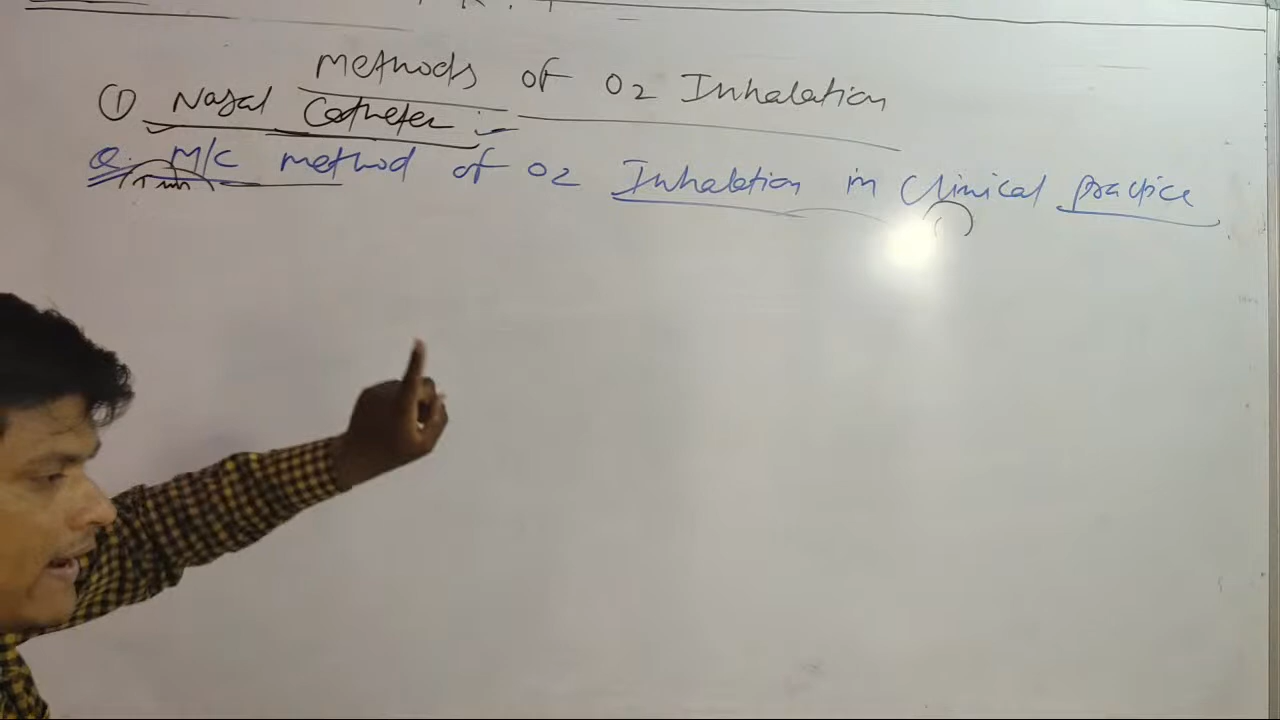 Methods of O2 Inhalation
① Nasal Catheter :-
Q. M/C method of O2 Inhalation in Clinical practice